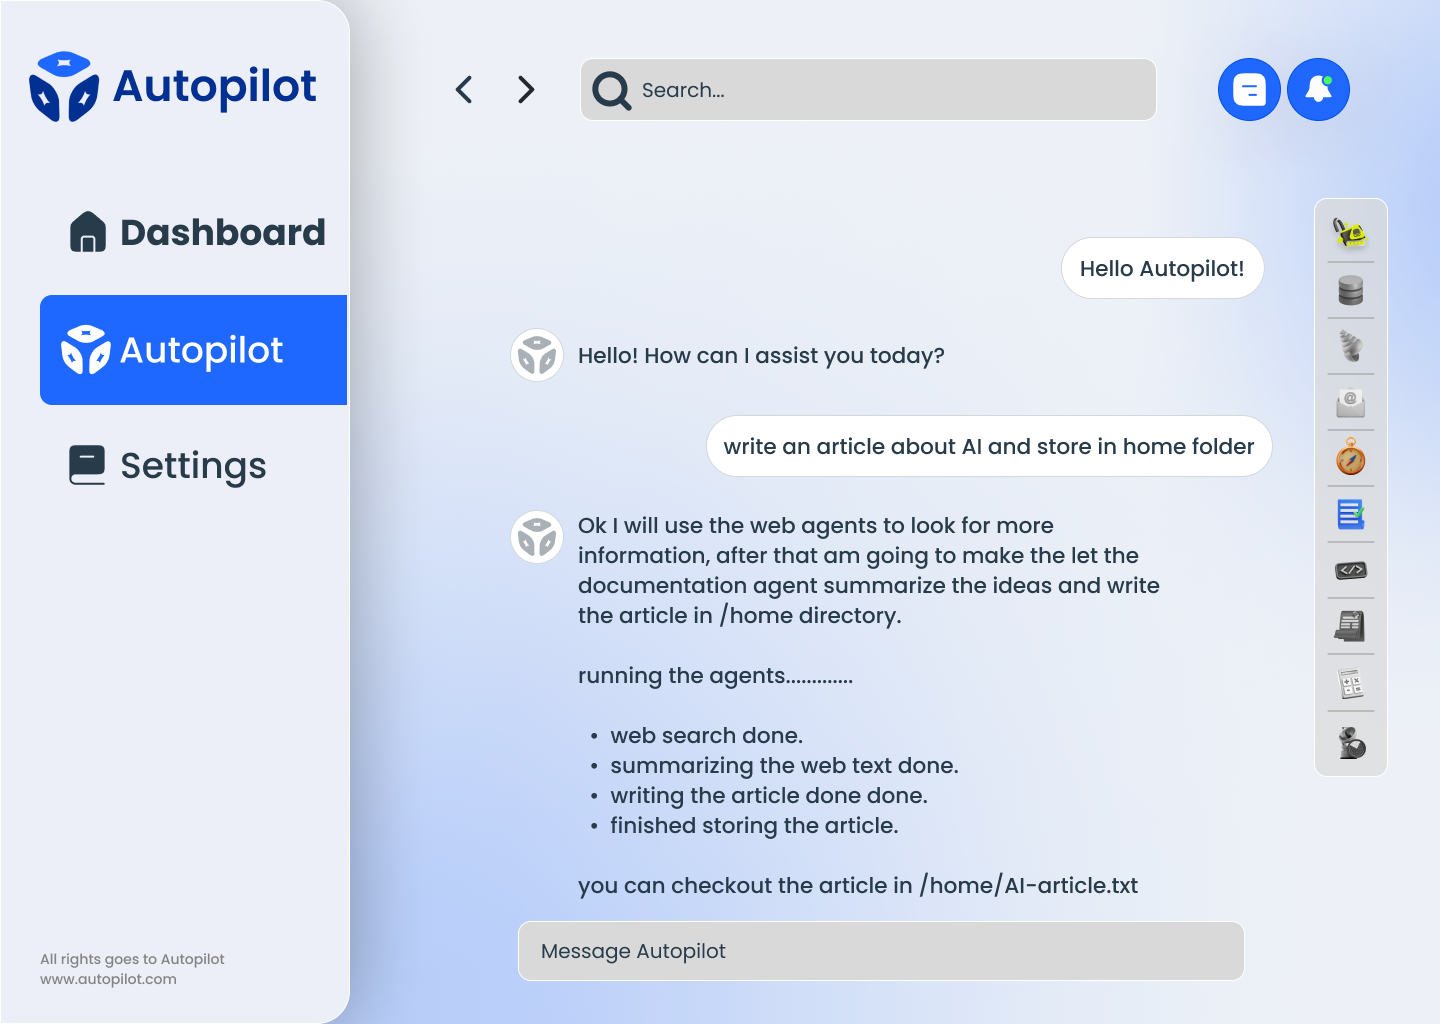 Autopilot
Search...
Dashboard
Autopilot
Settings
Hello Autopilot!
Hello! How can I assist you today?
write an article about AI and store in home folder
Ok I will use the web agents to look for more
information, after that am going to make the let the
documentation agent summarize the ideas and write
the article in /home directory.
running the agents.............
• web search done.
• summarizing the web text done.
• writing the article done done.
• finished storing the article.
you can checkout the article in /home/AI-article.txt
Message Autopilot
All rights goes to Autopilot
www.autopilot.com
@
</>